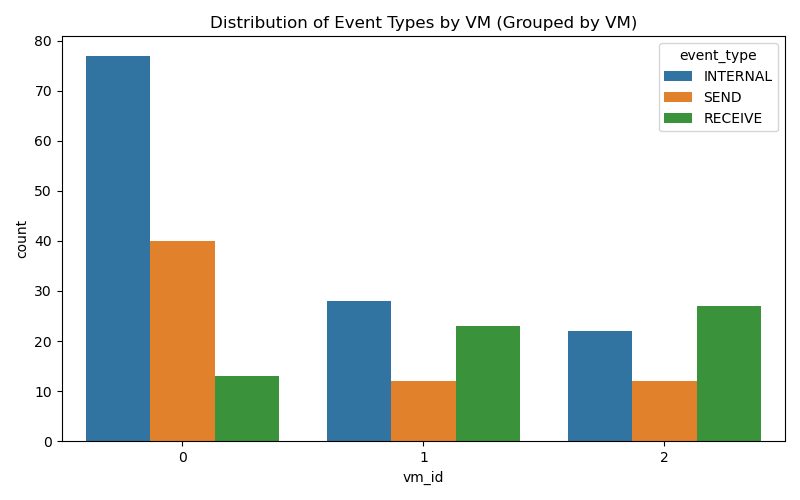 Distribution of Event Types by VM (Grouped by VM)
80
70
60
50
40
30
20
10
0
count
event_type
INTERNAL
SEND
RECEIVE
0
1
2
vm_id